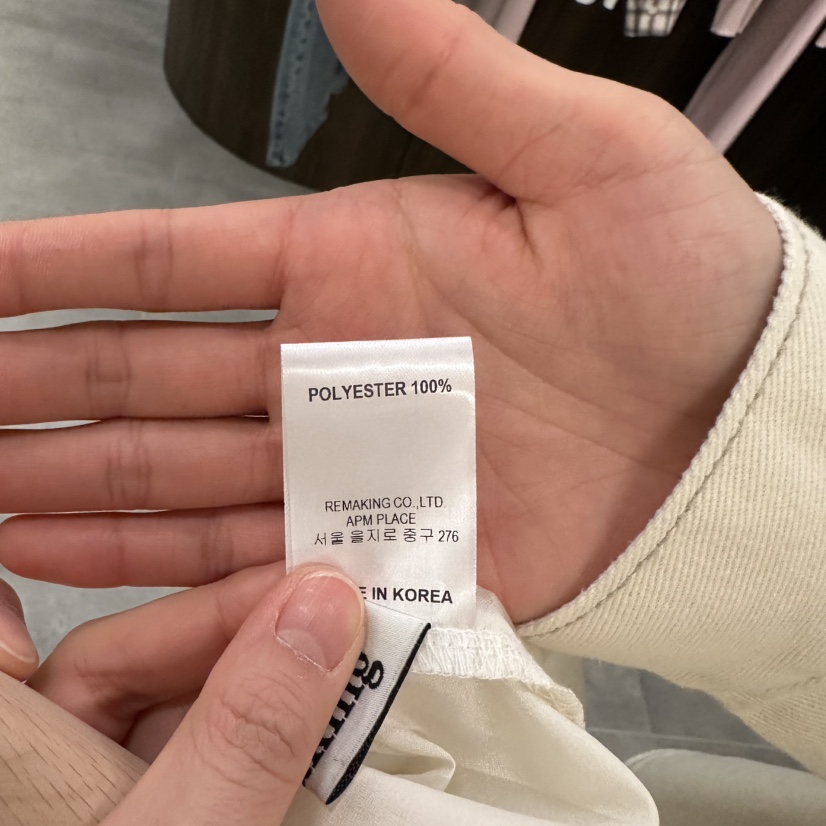 POLYESTER 100%
REMAKING CO.,LTD.
APM PLACE
서울 을지로 중구 276
E IN KOREA